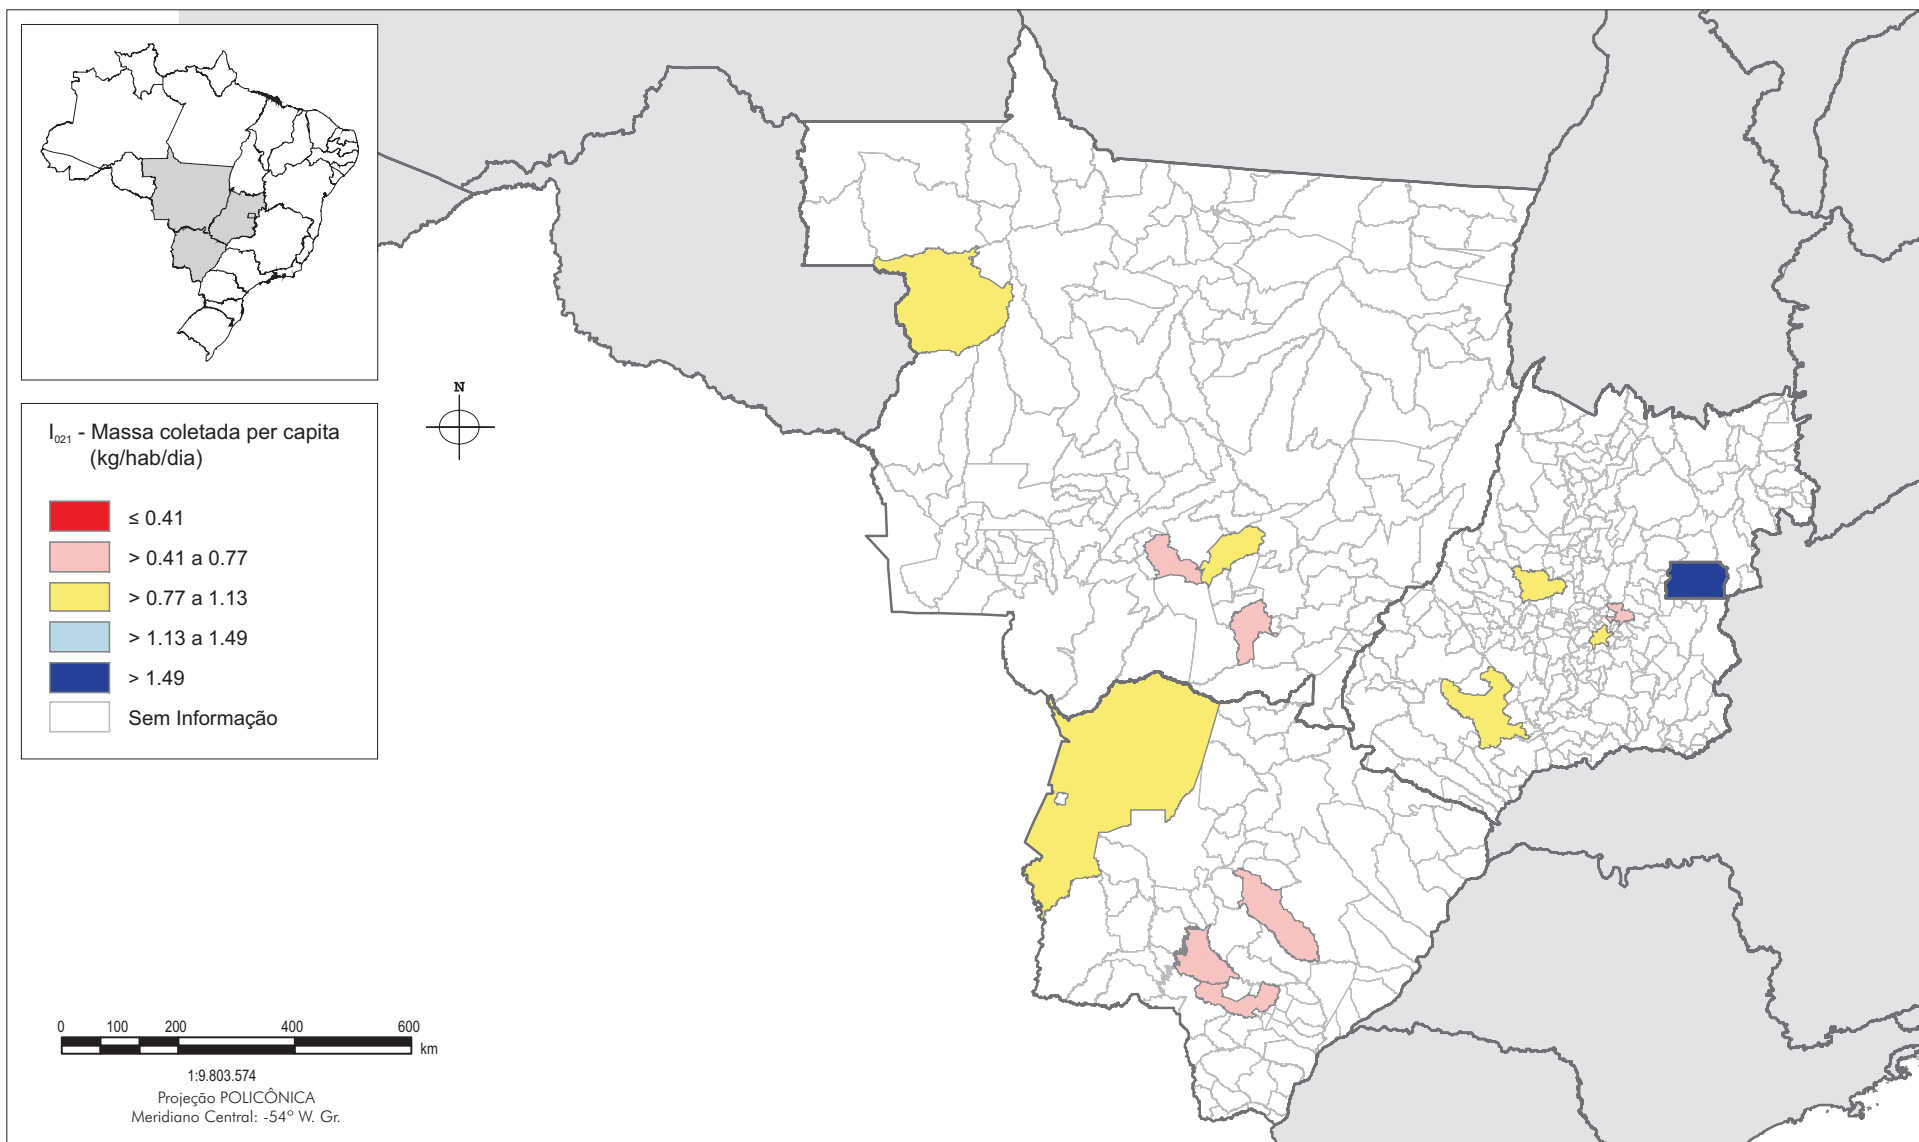 N
I₀₂₁ - Massa coletada per capita
(kg/hab/dia)
≤ 0.41
> 0.41 a 0.77
> 0.77 a 1.13
> 1.13 a 1.49
> 1.49
Sem Informação
0 100 200 400 600
km
1:9.803.574
Projeção POLICÔNICA
Meridiano Central: -54º W. Gr.